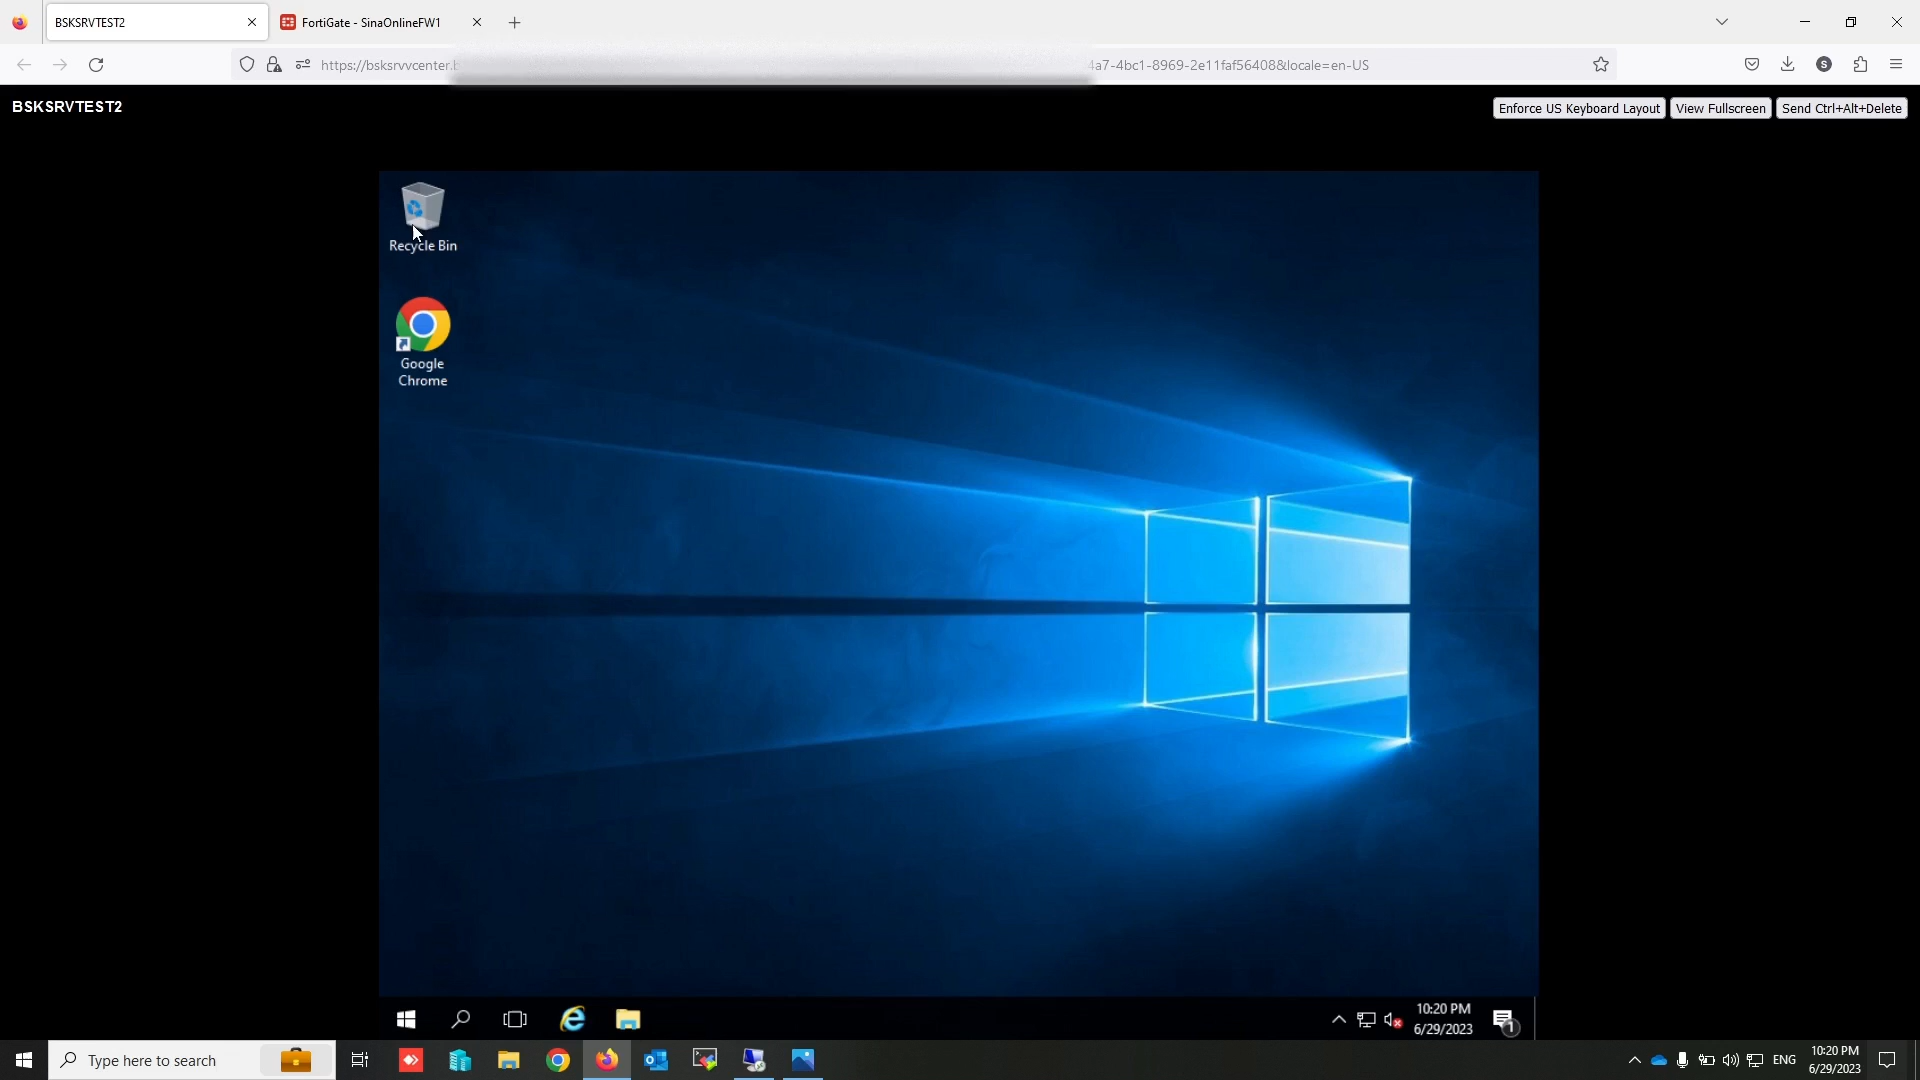 BSKSRVTEST2
FortiGate - SinaOnlineFW1
https://bsksrvvcenter.b
4a7-4bc1-8969-2e11faf56408&locale=en-US
S
BSKSRVTEST2
Enforce US Keyboard Layout
View Fullscreen
Send Ctrl+Alt+Delete
Recycle Bin
Google
Chrome
10:20 PM
6/29/2023
1
Type here to search
ENG
10:20 PM
6/29/2023